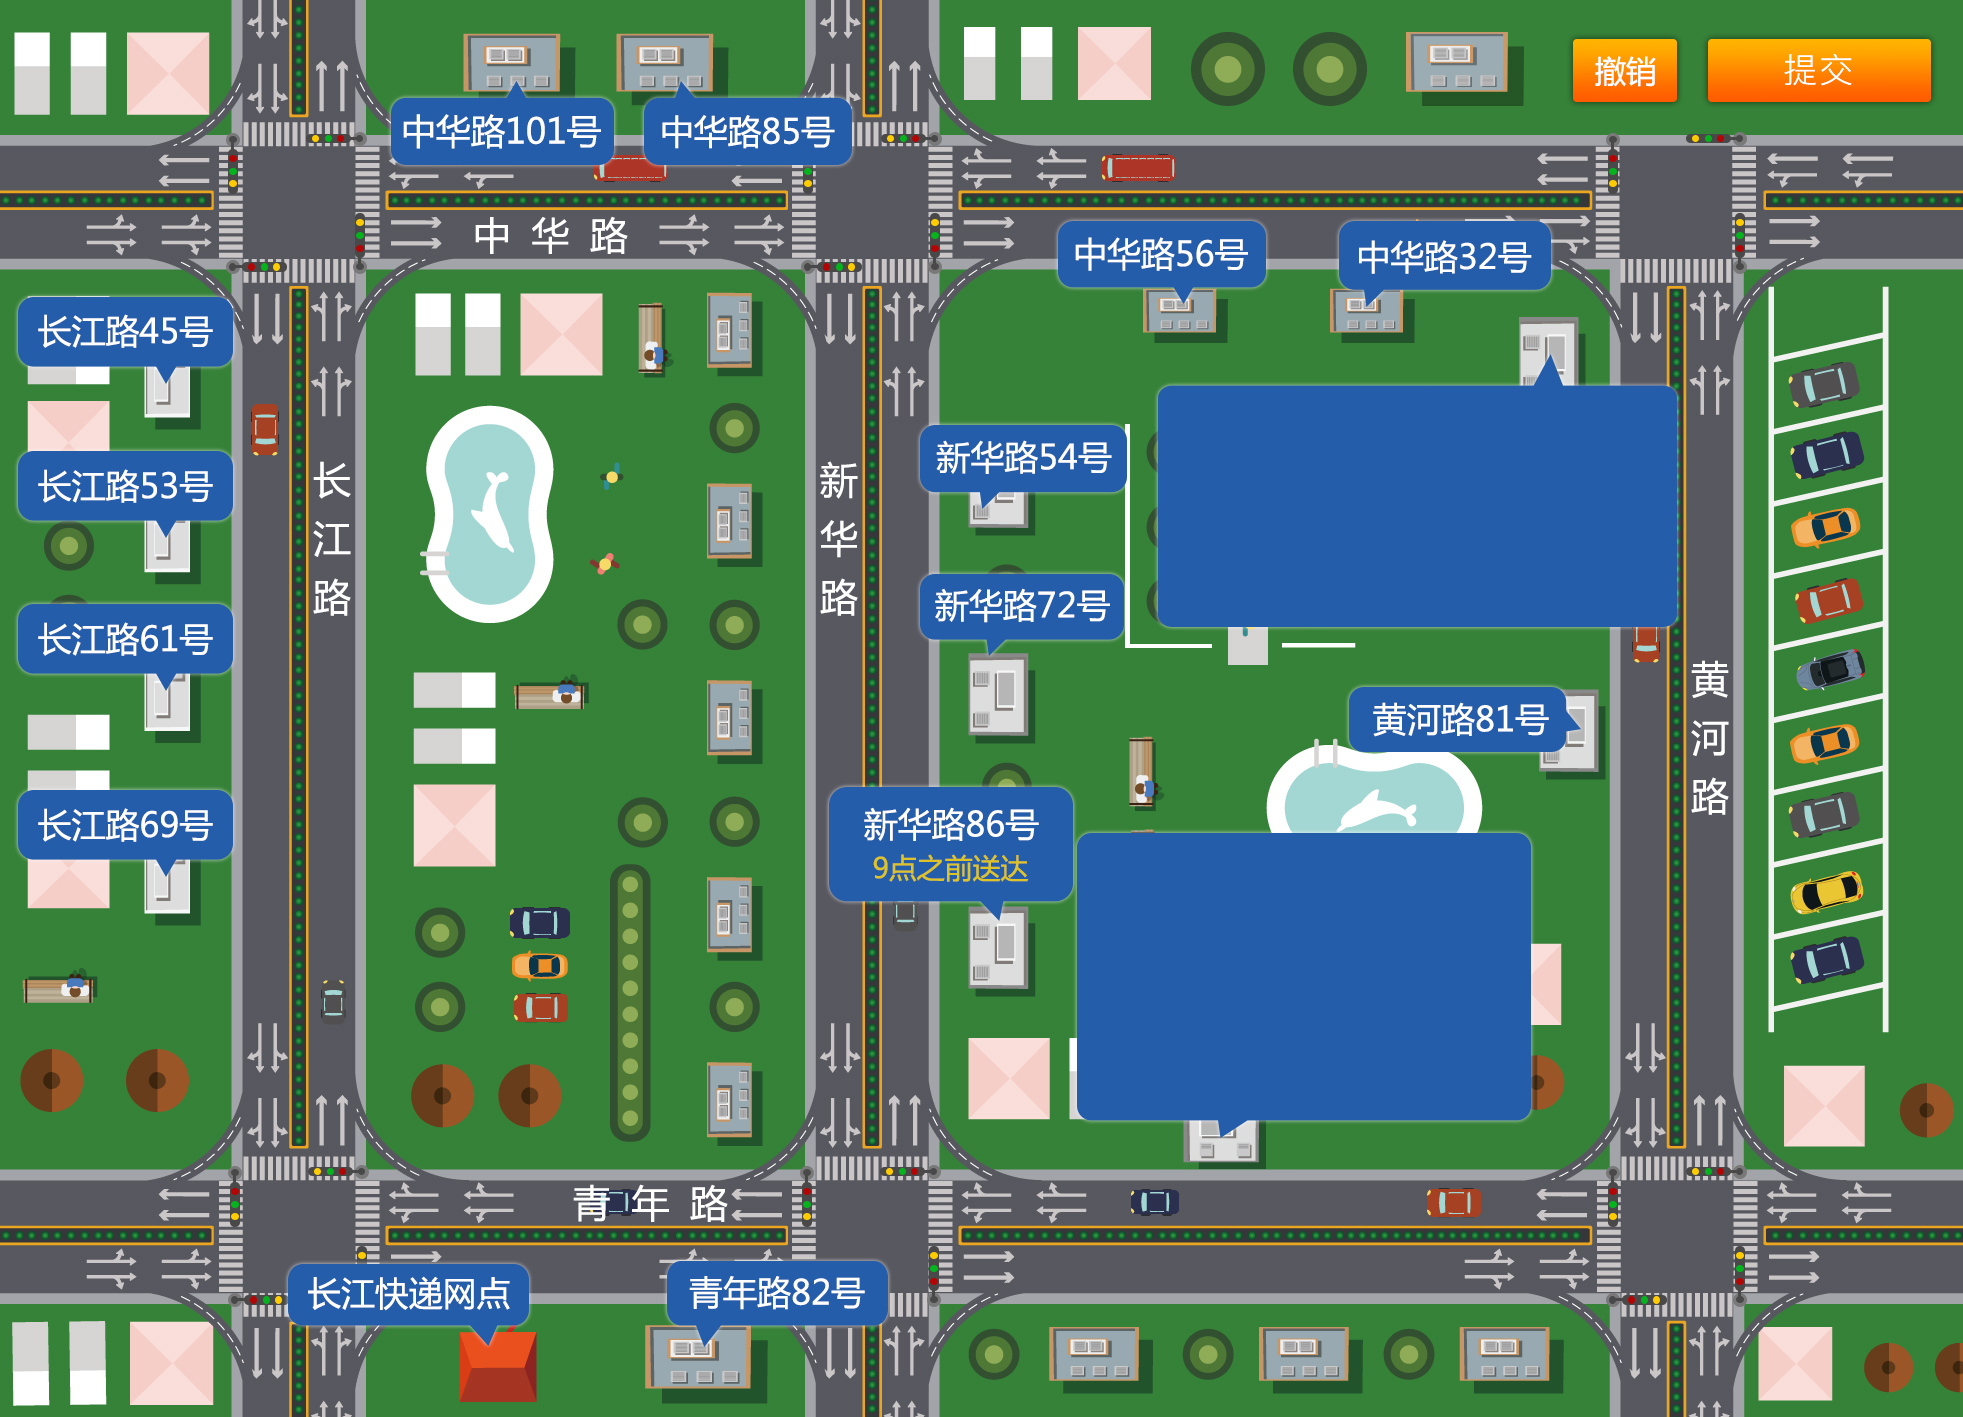 撤销
提交
中华路101号
中华路85号
中华路
中华路56号
中华路32号
长江路45号
长江路53号
长江路61号
长江路69号
长江路
新华路
新华路54号
新华路72号
新华路86号
9点之前送达
黄河路81号
黄河路
青年路
长江快递网点
青年路82号